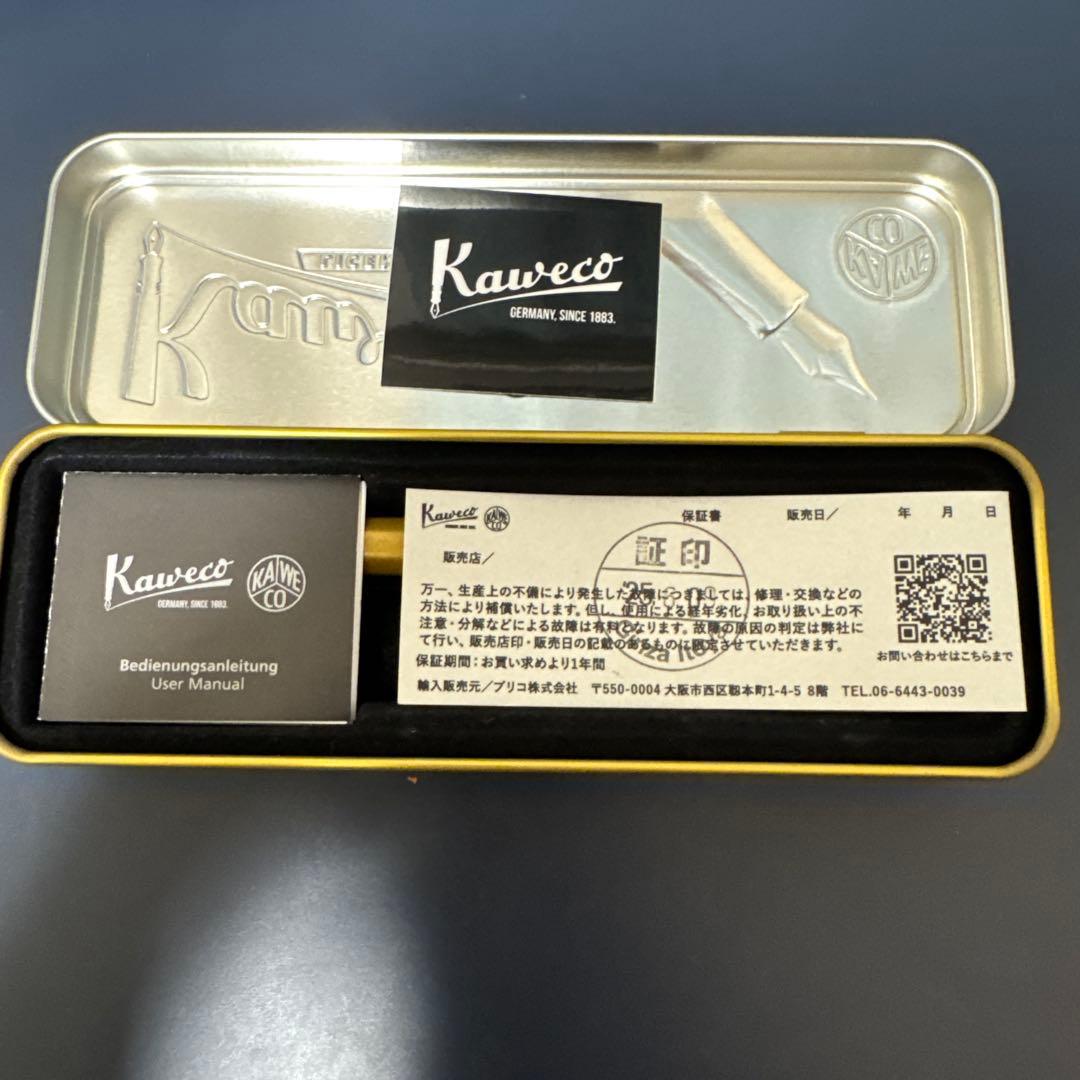 Kaweco
GERMANY, SINCE 1883.
CO
KA WE
Kaweco
GERMANY, SINCE 1883.
KA WE
CO
Bedienungsanleitung
User Manual
Kaweco
KA WE
CO
保証書
販売日／ 年 月 日
販売店／
証印
'25
万一、生産上の不備により発生した故障につきましては、修理・交換などの
方法により補償いたします。但し、使用による経年劣化、お取り扱い上の不
注意・分解などによる故障は有料となります。故障の原因の判定は弊社に
て行い、販売店印・販売日の記載のあるものに限定させていただきます。
保証期間：お買い求めより1年間
輸入販売元／プリコ株式会社 〒550-0004 大阪市西区靱本町1-4-5 8階 TEL.06-6443-0039
お問い合わせはこちらまで